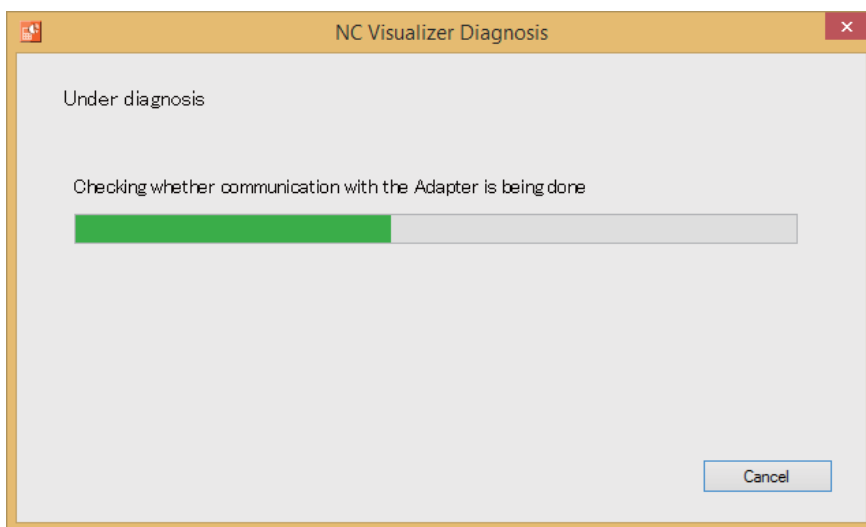 NC Visualizer Diagnosis
Under diagnosis
Checking whether communication with the Adapter is being done
Cancel